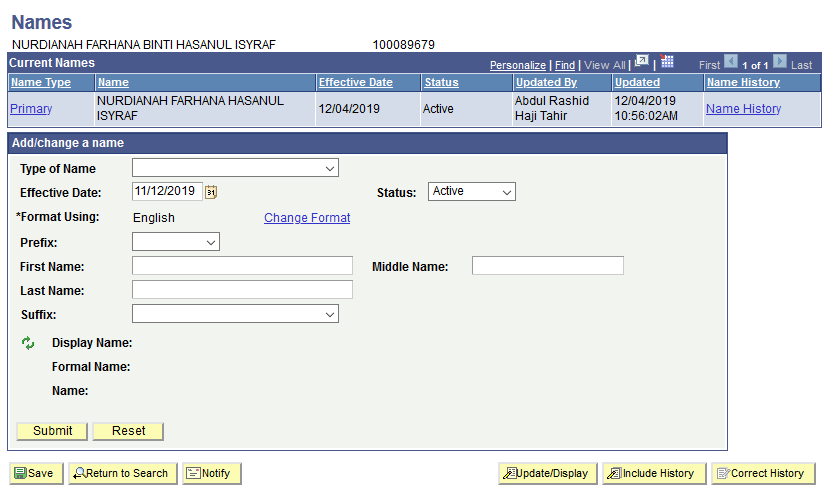 Names
NURDIANAH FARHANA BINTI HASANUL ISYRAF 100089679
Current Names Personalize | Find | View All | | First 1 of 1 Last
Name Type Name Effective Date Status Updated By Updated Name History
Primary NURDIANAH FARHANA HASANUL ISYRAF 12/04/2019 Active Abdul Rashid Haji Tahir 12/04/2019 10:56:02AM Name History
Add/change a name
Type of Name
Effective Date: 11/12/2019 31 Status: Active
*Format Using: English Change Format
Prefix:
First Name: Middle Name:
Last Name:
Suffix:
Display Name:
Formal Name:
Name:
Submit Reset
Save Return to Search Notify Update/Display Include History Correct History